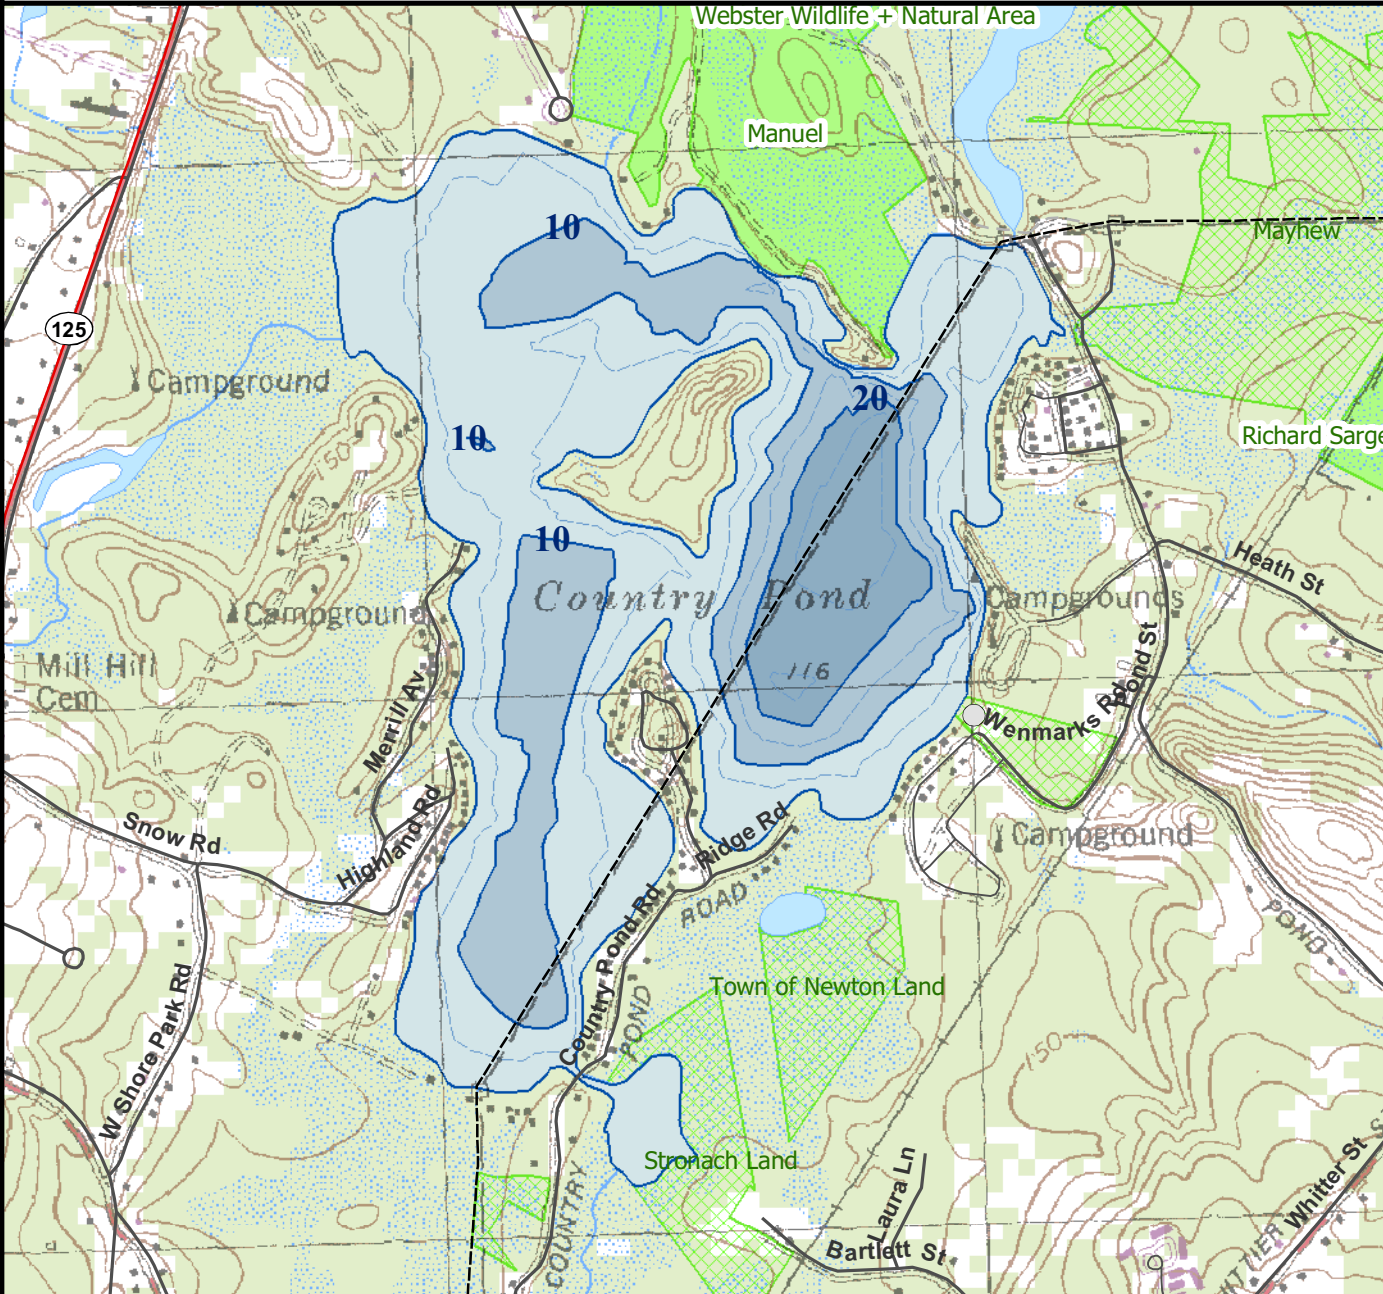 Webster Wildlife + Natural Area
Manuel
Mayhew
10
125
Campground
20
10
Richard Sarge
10
Heath St
Country Pond
Campgrounds
Campground
Mill Hill
Cem
116
Pond St
Merrill Av
Wenmarks Rd
Snow Rd
Highland Rd
Ridge Rd
Campground
ROAD
POND
Country Pond Rd
Town of Newton Land
POND
W Shore Park Rd
150
Stronach Land
Laura Ln
Whitter St
COUNTRY
Bartlett St